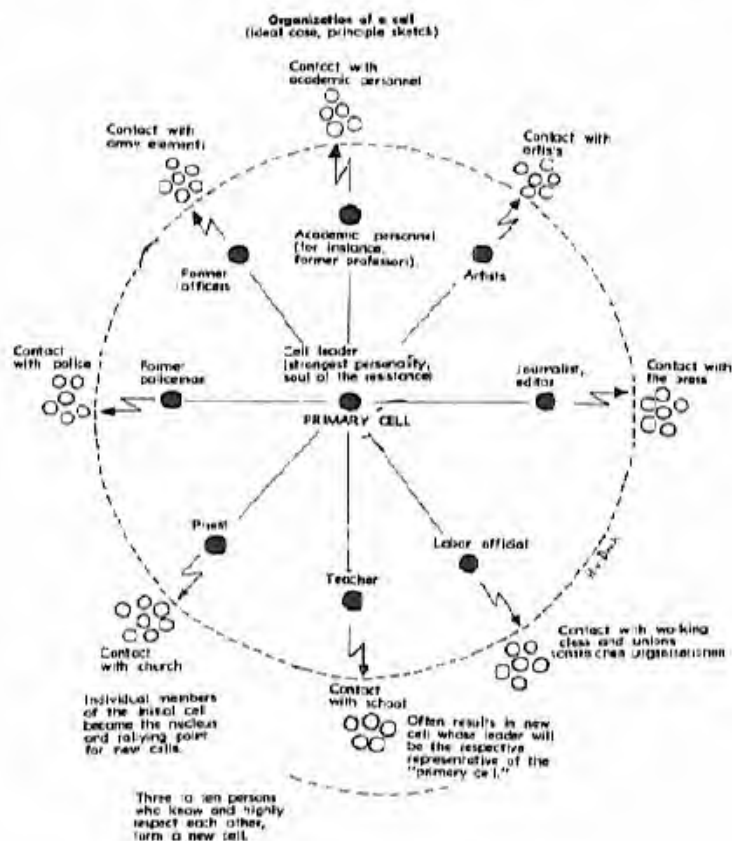 Organization of a cell
(ideal case, principle sketch)
Contact with
academic personnel
Contact with
army elements
Contact with
artists
Academic personnel
(for instance,
former professor).
Former
officers
Artists
Contact
with police
Former
policeman
Cell leader
(strongest personality,
soul of the resistance)
PRIMARY CELL
Journalist,
editor
Contact with
the press
Priest
Labor official
Teacher
Contact
with church
Contact with working
class and unions
Contact
with school
Individual members
of the initial cell
become the nucleus
and rallying point
for new cells.
Often results in new
cell whose leader will
be the respective
representative of the
"primary cell."
Three to ten persons
who know and highly
respect each other,
form a new cell.